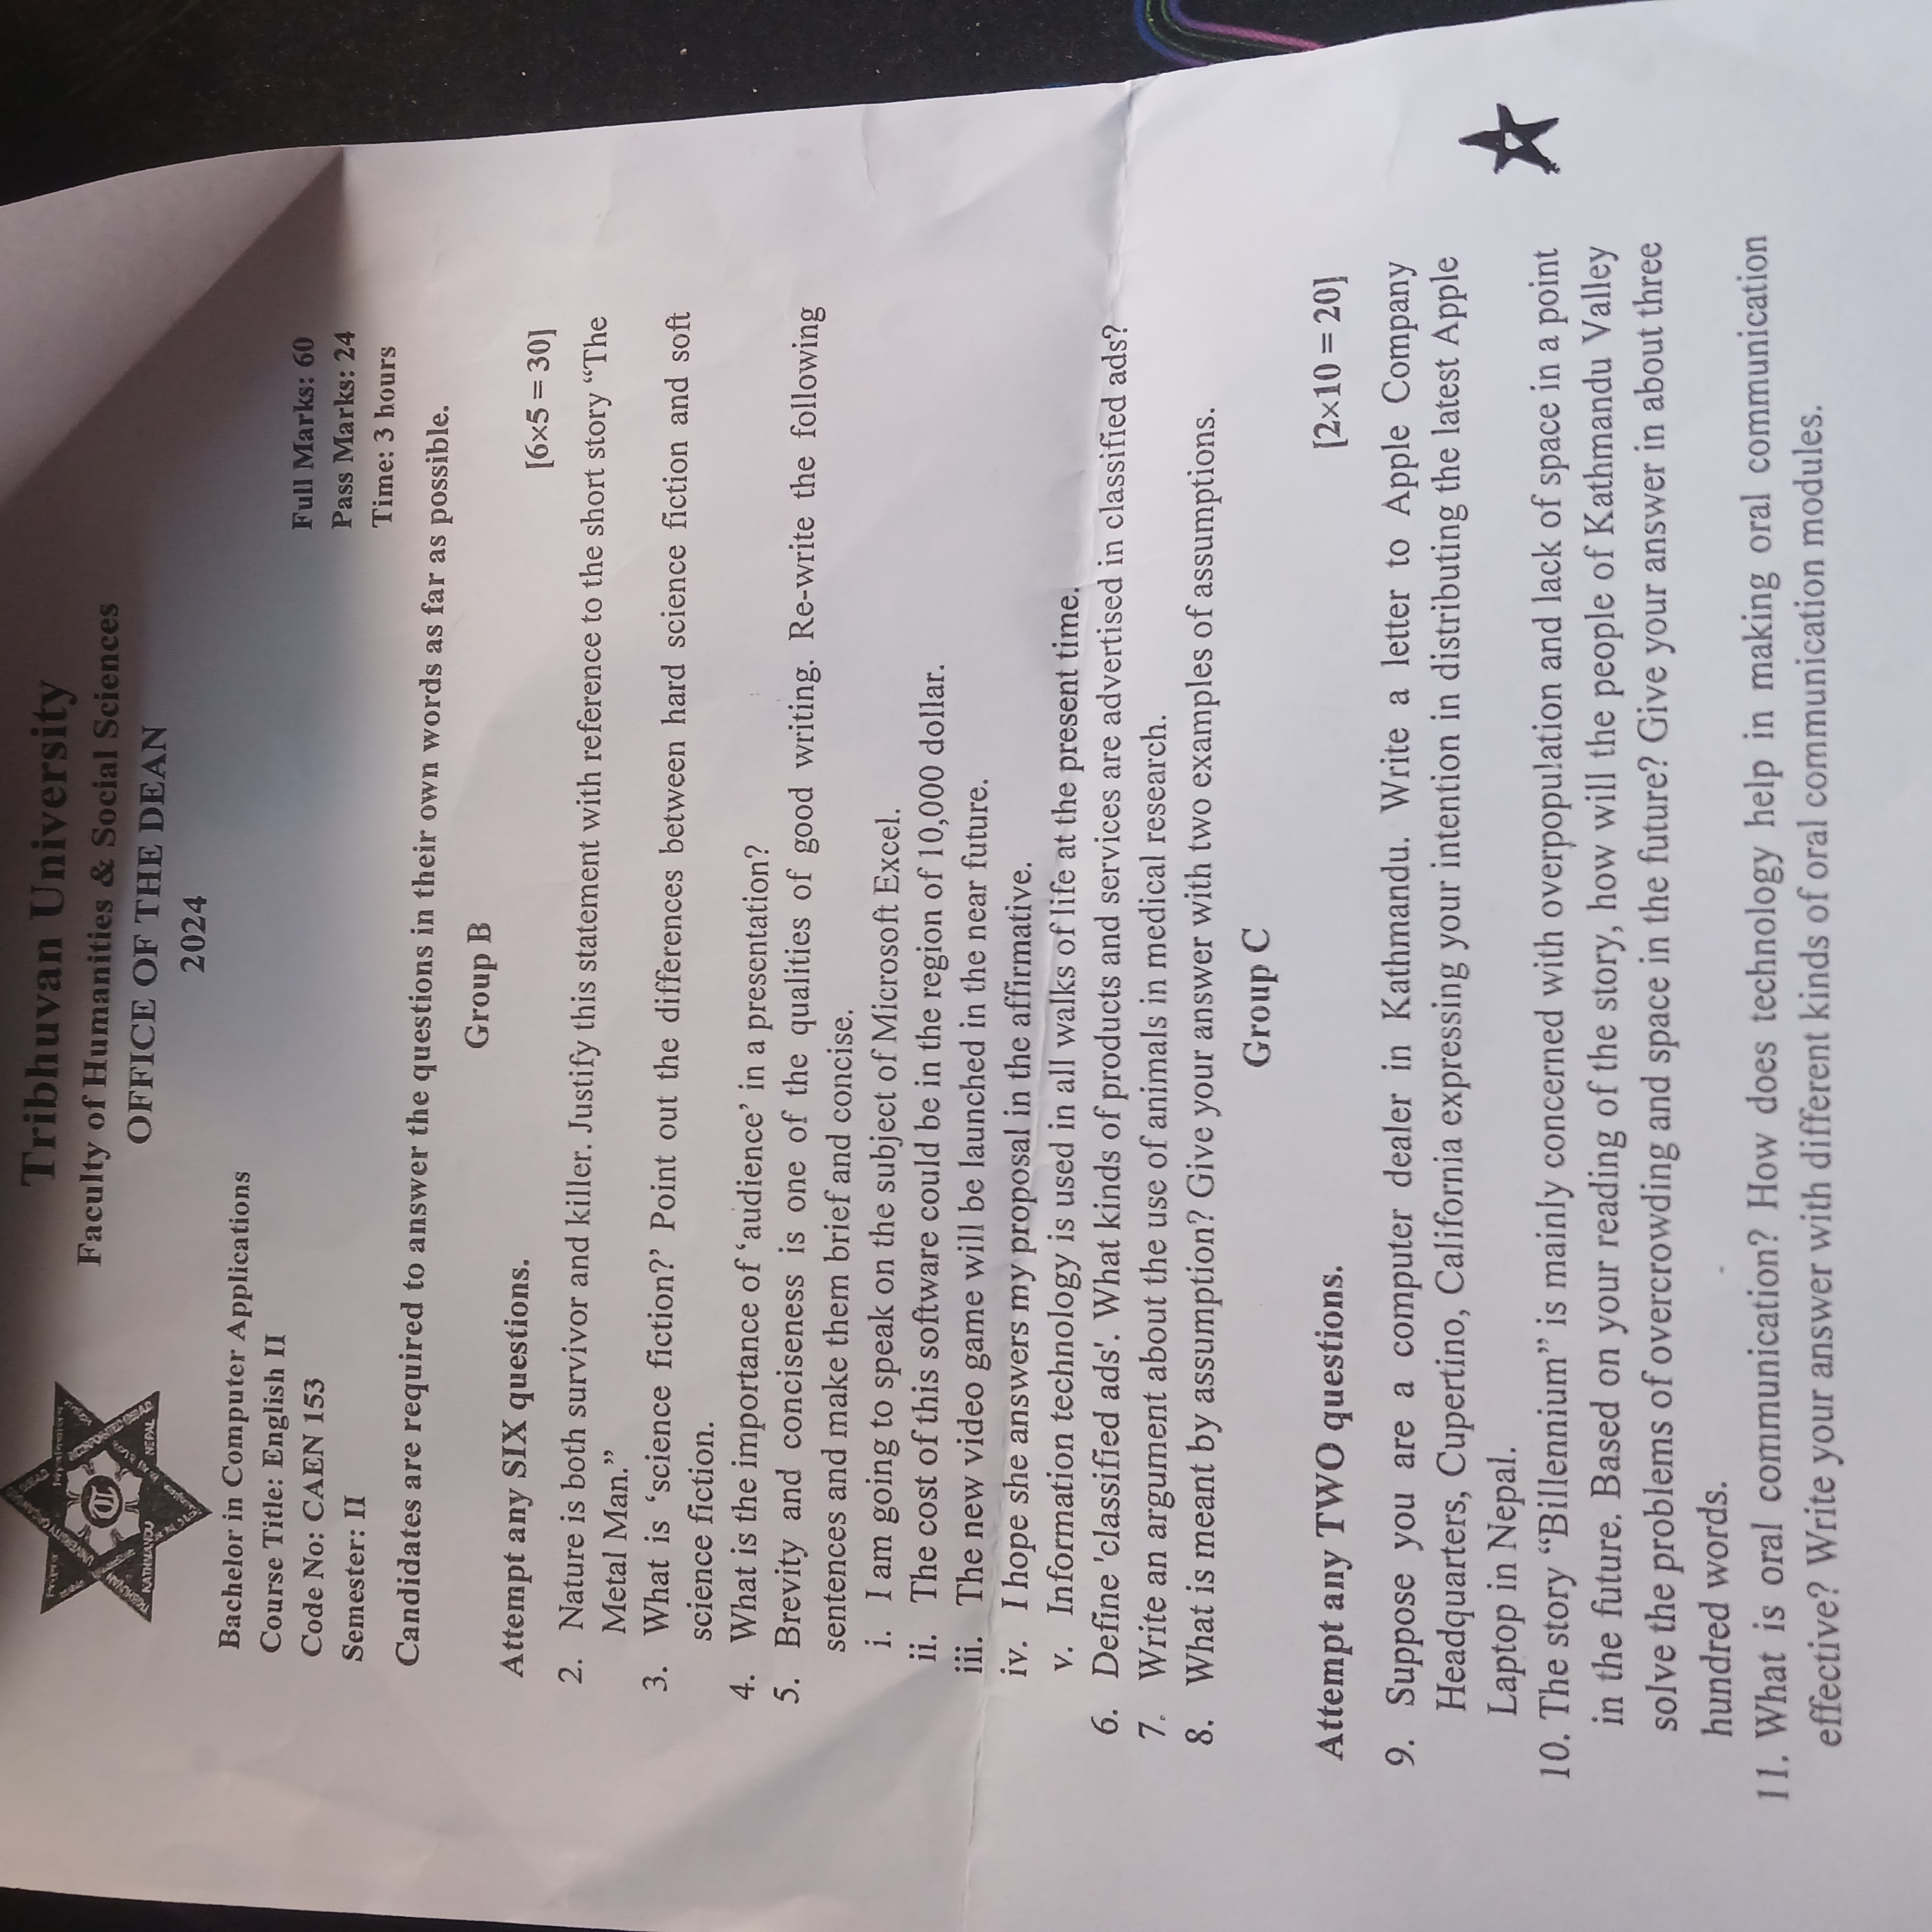 Tribhuvan University
Faculty of Humanities & Social Sciences
OFFICE OF THE DEAN
2024
KATHMANDU NEPAL
Bachelor in Computer Applications
Course Title: English II
Code No: CAEN 153
Semester: II
Full Marks: 60
Pass Marks: 24
Time: 3 hours
Candidates are required to answer the questions in their own words as far as possible.
Group B
Attempt any SIX questions.
[6×5 = 30]
2. Nature is both survivor and killer. Justify this statement with reference to the short story “The
Metal Man.”
3. What is ‘science fiction?’ Point out the differences between hard science fiction and soft
science fiction.
4. What is the importance of ‘audience’ in a presentation?
5. Brevity and conciseness is one of the qualities of good writing. Re-write the following
sentences and make them brief and concise.
i. I am going to speak on the subject of Microsoft Excel.
ii. The cost of this software could be in the region of 10,000 dollar.
iii. The new video game will be launched in the near future.
iv. I hope she answers my proposal in the affirmative.
v. Information technology is used in all walks of life at the present time.
6. Define 'classified ads'. What kinds of products and services are advertised in classified ads?
7. Write an argument about the use of animals in medical research.
8. What is meant by assumption? Give your answer with two examples of assumptions.
Group C
Attempt any TWO questions.
[2×10 = 20]
9. Suppose you are a computer dealer in Kathmandu. Write a letter to Apple Company
Headquarters, Cupertino, California expressing your intention in distributing the latest Apple
Laptop in Nepal.
10. The story “Billennium” is mainly concerned with overpopulation and lack of space in a point
in the future. Based on your reading of the story, how will the people of Kathmandu Valley
solve the problems of overcrowding and space in the future? Give your answer in about three
hundred words.
11. What is oral communication? How does technology help in making oral communication
effective? Write your answer with different kinds of oral communication modules.